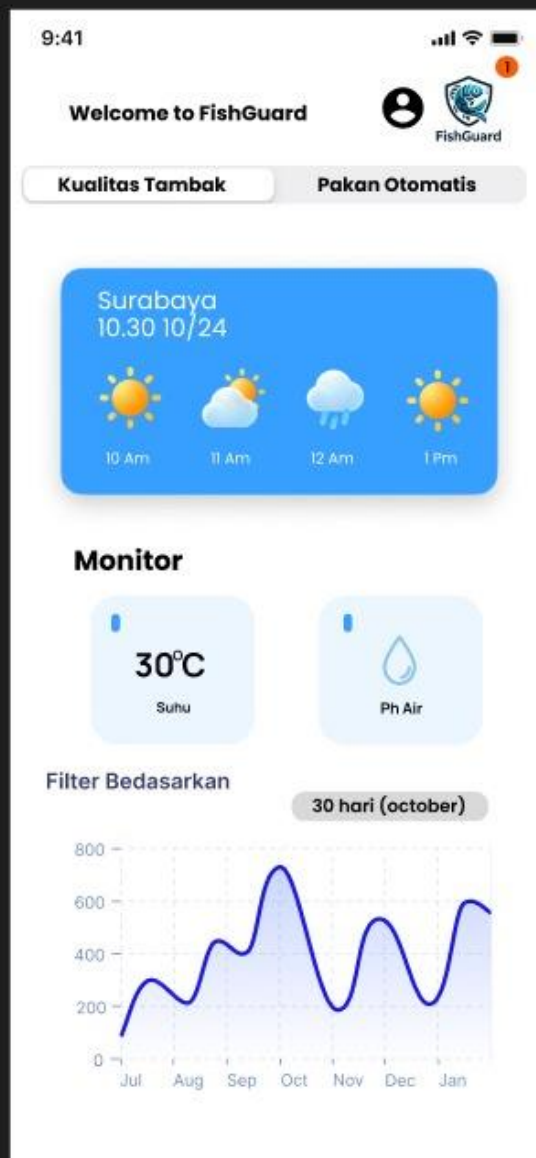 9:41
1
Welcome to FishGuard
FishGuard
Kualitas Tambak
Pakan Otomatis
Surabaya
10.30 10/24
10 Am 11 Am 12 Am 1 Pm
Monitor
30°C
Suhu
Ph Air
Filter Bedasarkan
30 hari (october)
800
600
400
200
0
Jul Aug Sep Oct Nov Dec Jan